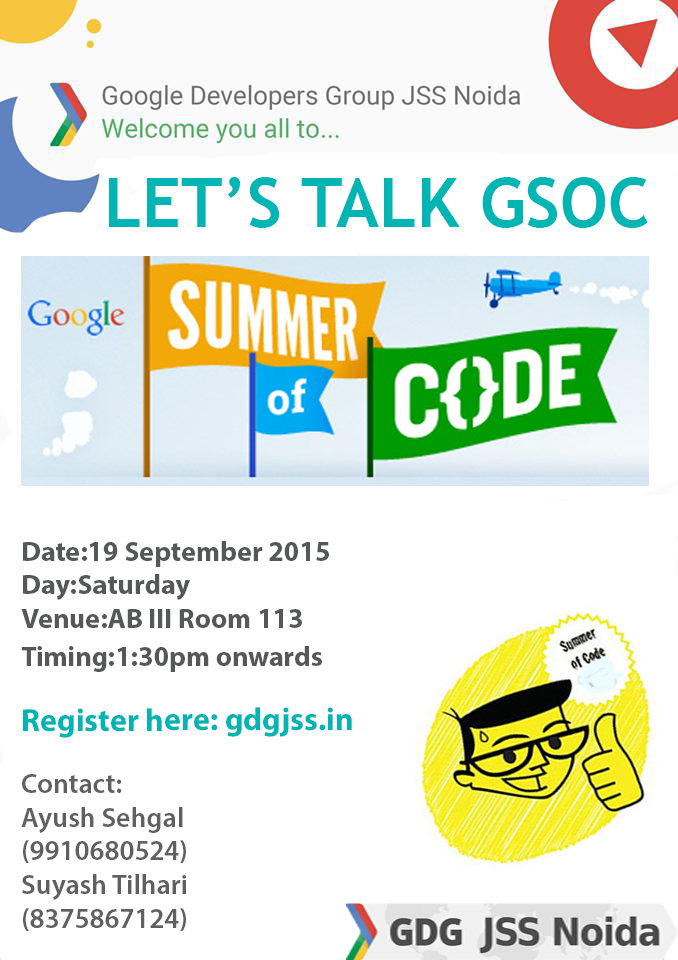 Google Developers Group JSS Noida
Welcome you all to...
LET'S TALK GSOC
Google
SUMMER
of
C{}DE
Date:19 September 2015
Day:Saturday
Venue:AB III Room 113
Timing:1:30pm onwards
Register here: gdgjss.in
Summer
of Code
Contact:
Ayush Sehgal
(9910680524)
Suyash Tilhari
(8375867124)
GDG JSS Noida